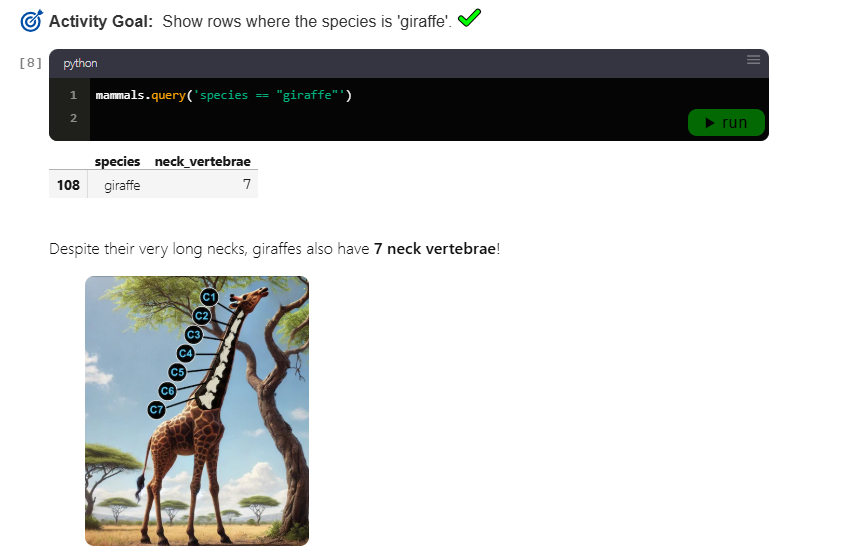 Activity Goal: Show rows where the species is 'giraffe'.
[8] python
1 mammals.query('species == "giraffe"')
2
run
species neck_vertebrae
108 giraffe 7
Despite their very long necks, giraffes also have 7 neck vertebrae!
C1
C2
C3
C4
C5
C6
C7